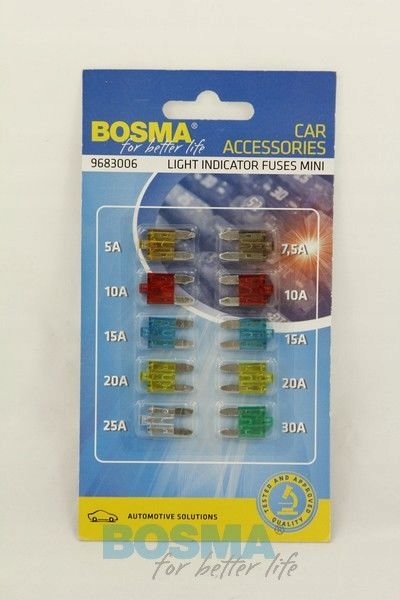 BOSMA®
for better life
CAR
ACCESSORIES
9683006
LIGHT INDICATOR FUSES MINI
5A
7,5A
10A
10A
15A
15A
20A
20A
25A
30A
TESTED AND APPROVED
QUALITY
AUTOMOTIVE SOLUTIONS
BOSMA®
for better life